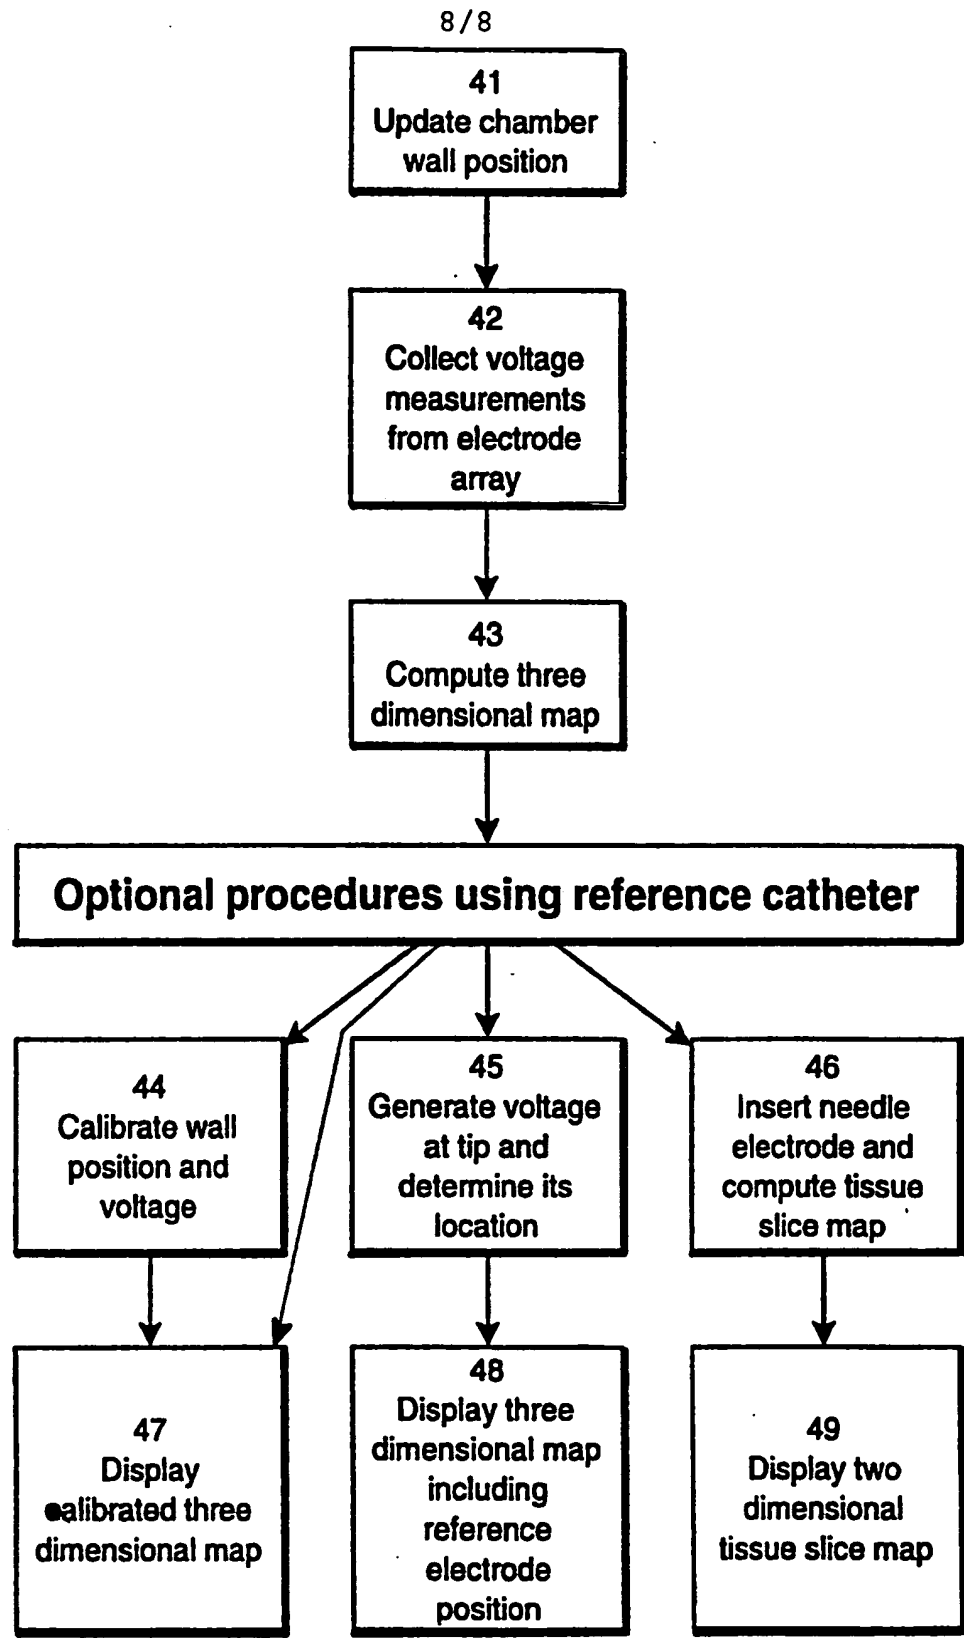 8/8
41
Update chamber
wall position
42
Collect voltage
measurements
from electrode
array
43
Compute three
dimensional map
Optional procedures using reference catheter
44
Calibrate wall
position and
voltage
45
Generate voltage
at tip and
determine its
location
46
Insert needle
electrode and
compute tissue
slice map
47
Display
calibrated three
dimensional map
48
Display three
dimensional map
including
reference
electrode
position
49
Display two
dimensional
tissue slice map